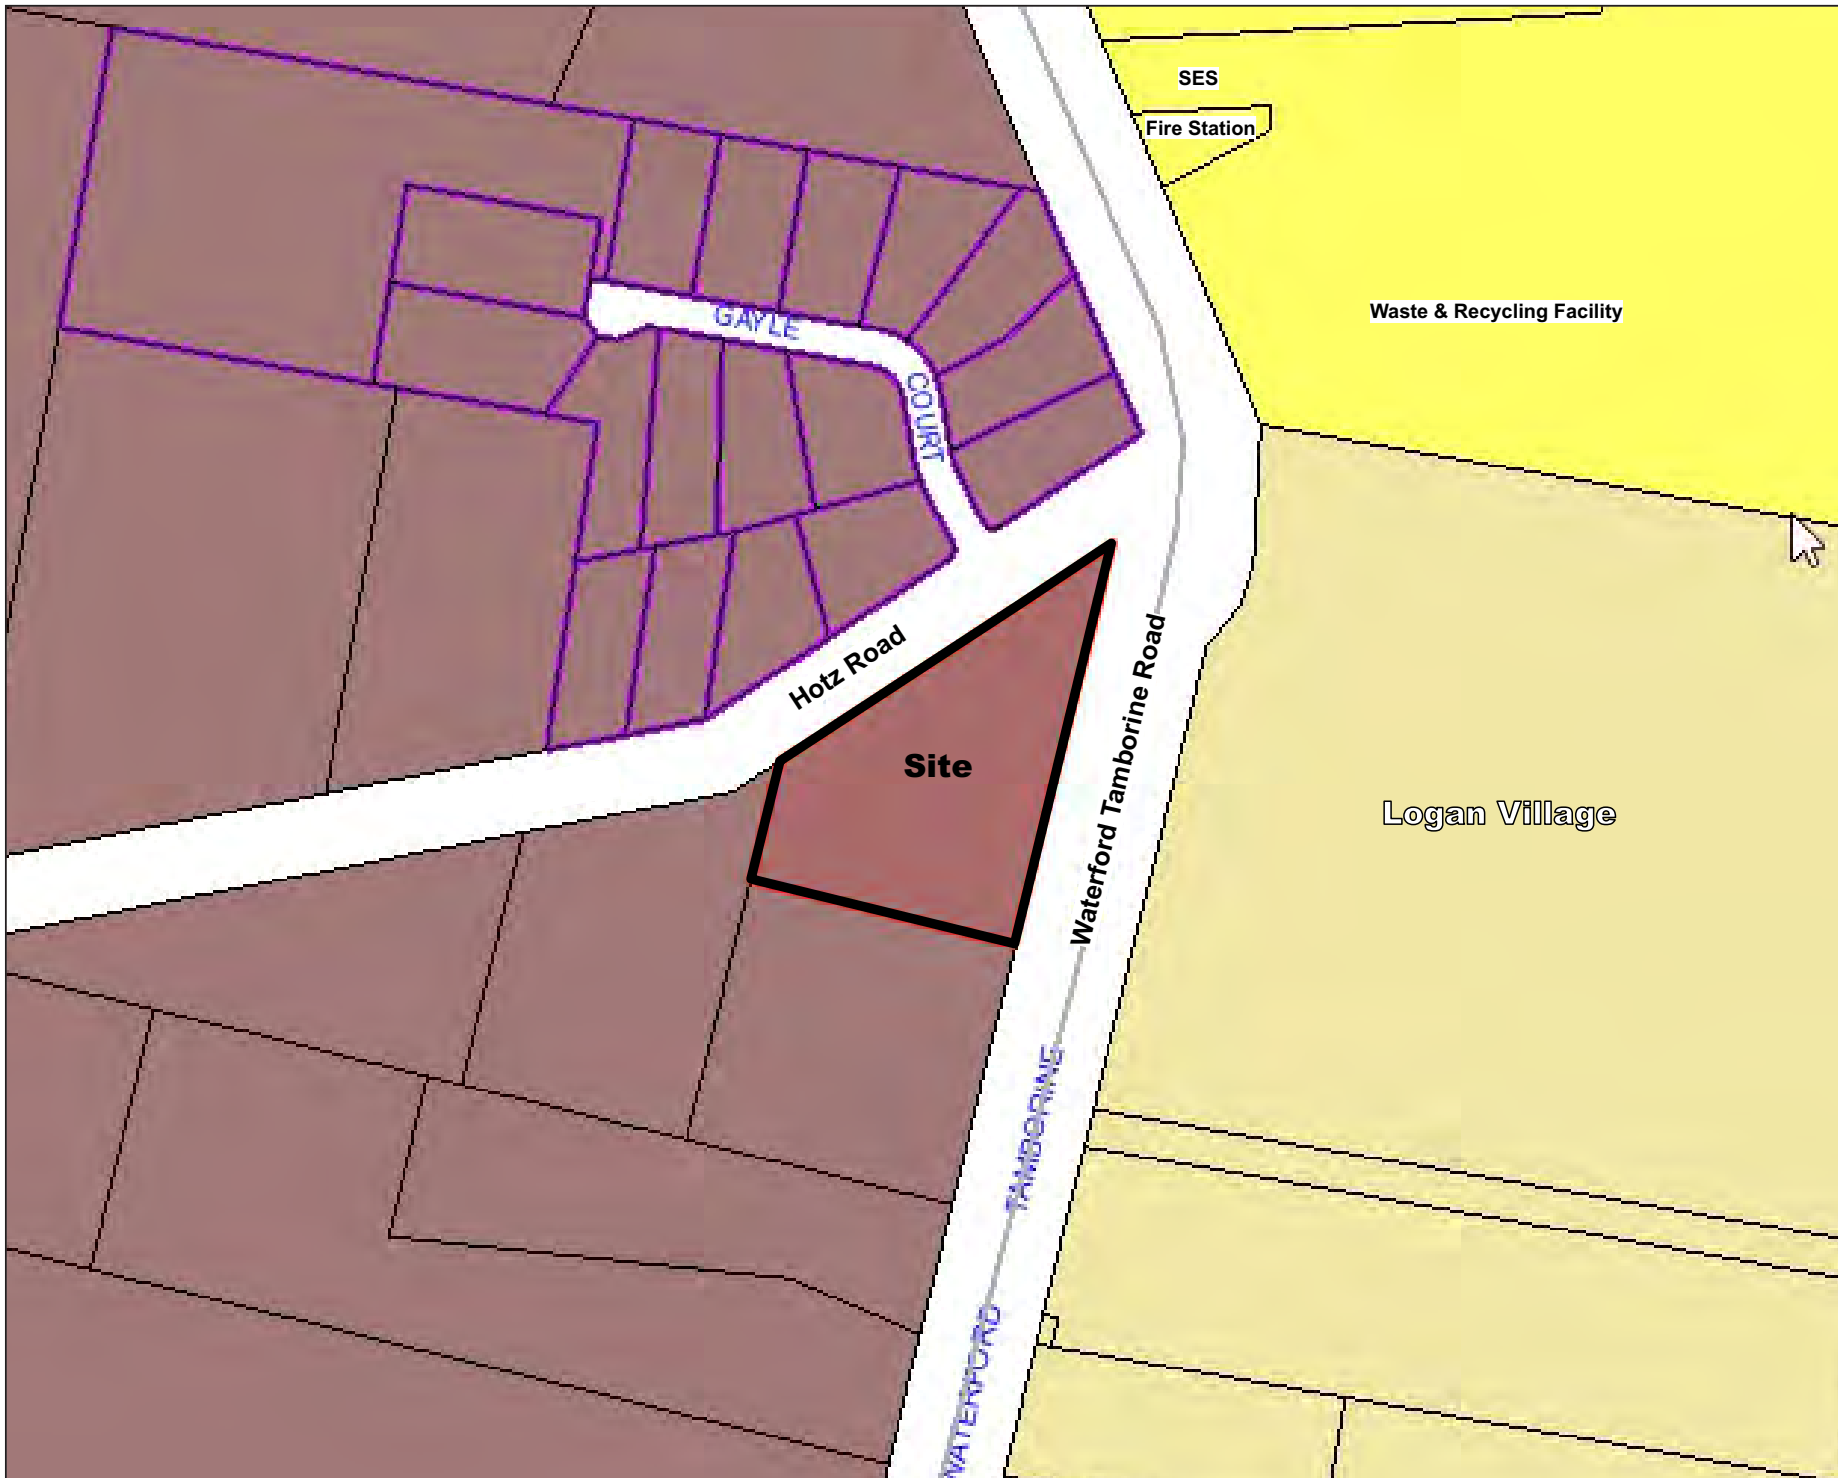 SES
Fire Station
Waste & Recycling Facility
GAYLE
COURT
Hotz Road
Waterford Tamborine Road
Site
Logan Village
TAMBORINE
WATERFORD